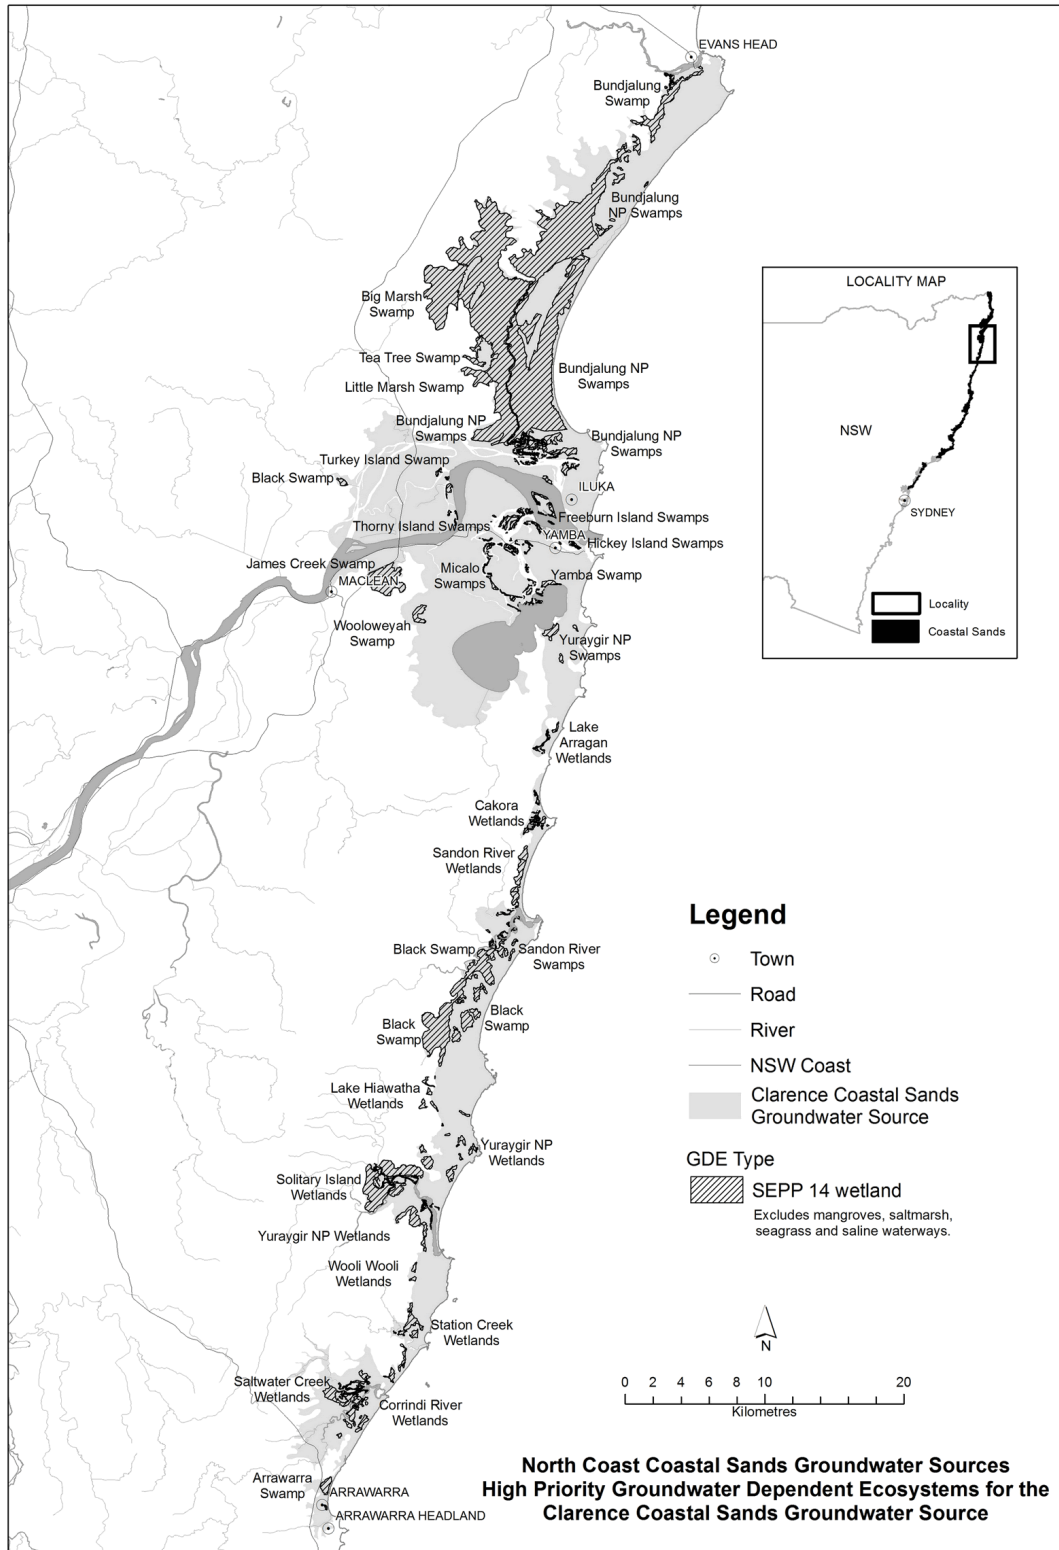 EVANS HEAD
Bundjalung
Swamp
Bundjalung
NP Swamps
Big Marsh
Swamp
Tea Tree Swamp
Little Marsh Swamp
Bundjalung NP
Swamps
Bundjalung NP
Swamps
Bundjalung NP
Swamps
Turkey Island Swamp
Black Swamp
ILUKA
Freeburn Island Swamps
Thorny Island Swamps
YAMBA
Hickey Island Swamps
James Creek Swamp
MACLEAN
Micalo
Swamps
Yamba Swamp
Wooloweyah
Swamp
Yuraygir NP
Swamps
Lake
Arragan
Wetlands
Cakora
Wetlands
Sandon River
Wetlands
Black Swamp
Sandon River
Swamps
Black
Swamp
Black
Swamp
Lake Hiawatha
Wetlands
Yuraygir NP
Wetlands
Solitary Island
Wetlands
Yuraygir NP Wetlands
Wooli Wooli
Wetlands
Station Creek
Wetlands
Saltwater Creek
Wetlands
Corrindi River
Wetlands
Arrawarra
Swamp
ARRAWARRA
ARRAWARRA HEADLAND
LOCALITY MAP
NSW
SYDNEY
Locality
Coastal Sands
Legend
Town
Road
River
NSW Coast
Clarence Coastal Sands
Groundwater Source
GDE Type
SEPP 14 wetland
Excludes mangroves, saltmarsh,
seagrass and saline waterways.
N
0 2 4 6 8 10 20
Kilometres
North Coast Coastal Sands Groundwater Sources
High Priority Groundwater Dependent Ecosystems for the
Clarence Coastal Sands Groundwater Source